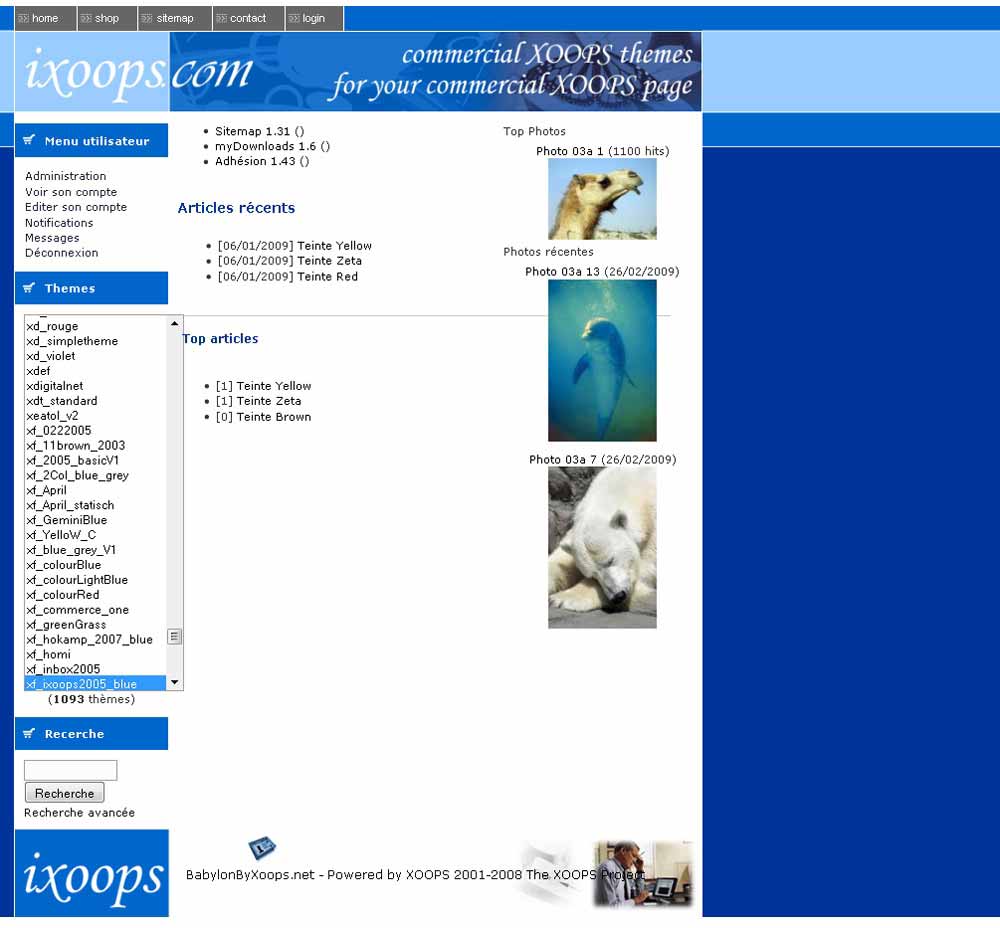 home
shop
sitemap
contact
login
ixoops.com
commercial XOOPS themes
for your commercial XOOPS page
Menu utilisateur
Administration
Voir son compte
Editer son compte
Notifications
Messages
Déconnexion
Themes
xd_rouge
xd_simpletheme
xd_violet
xdef
xdigitalnet
xdt_standard
xeatol_v2
xf_0222005
xf_11brown_2003
xf_2005_basicV1
xf_2Col_blue_grey
xf_April
xf_April_statisch
xf_GeminiBlue
xf_YelloW_C
xf_blue_grey_V1
xf_colourBlue
xf_colourLightBlue
xf_colourRed
xf_commerce_one
xf_greenGrass
xf_hokamp_2007_blue
xf_homi
xf_inbox2005
xf_ixoops2005_blue
(1093 thèmes)
Recerche
Recherche
Recherche avancée
ixoops
Sitemap 1.31 ()
myDownloads 1.6 ()
Adhésion 1.43 ()
Articles récents
[06/01/2009] Teinte Yellow
[06/01/2009] Teinte Zeta
[06/01/2009] Teinte Red
Top articles
[1] Teinte Yellow
[1] Teinte Zeta
[0] Teinte Brown
Top Photos
Photo 03a 1 (1100 hits)
Photos récentes
Photo 03a 13 (26/02/2009)
Photo 03a 7 (26/02/2009)
BabylonByXoops.net - Powered by XOOPS 2001-2008 The XOOPS Project